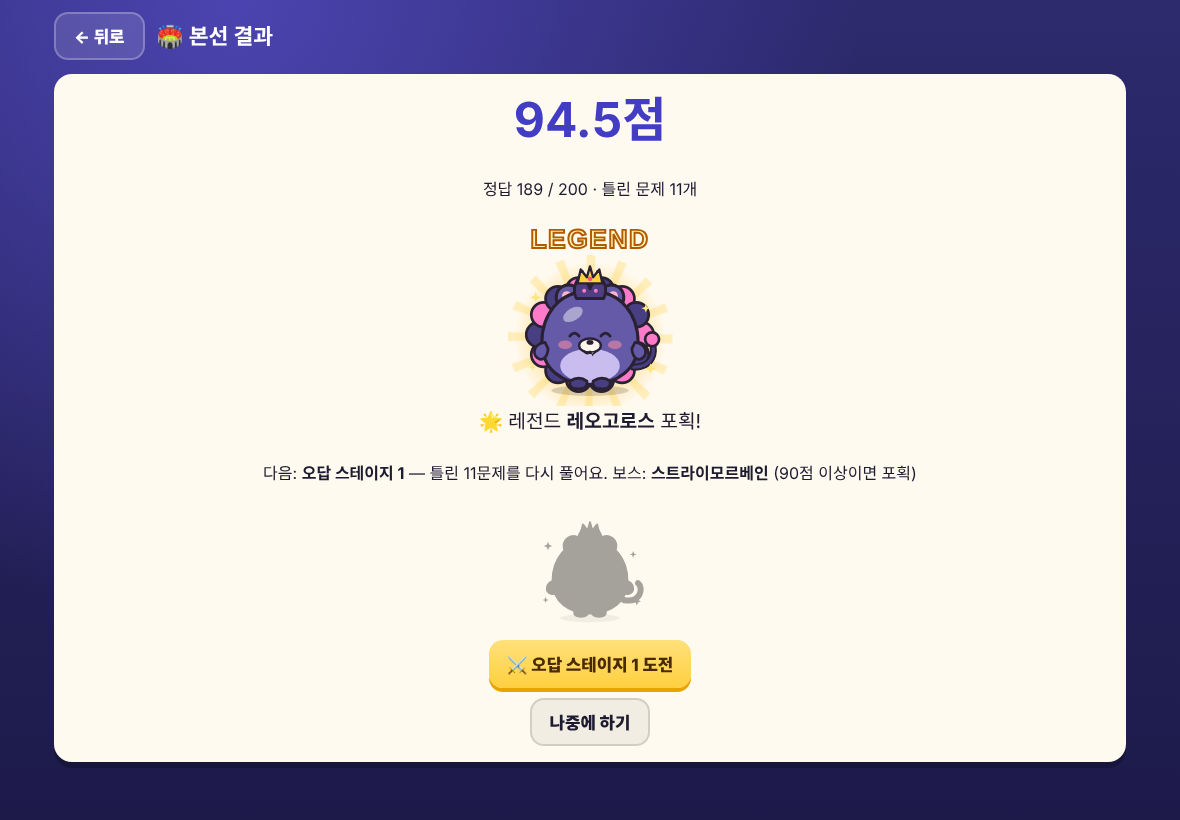 ← 뒤로
본선 결과
94.5점
정답 189 / 200 · 틀린 문제 11개
LEGEND
레전드 레오고로스 포획!
다음: 오답 스테이지 1 — 틀린 11문제를 다시 풀어요. 보스: 스트라이모르베인 (90점 이상이면 포획)
오답 스테이지 1 도전
나중에 하기